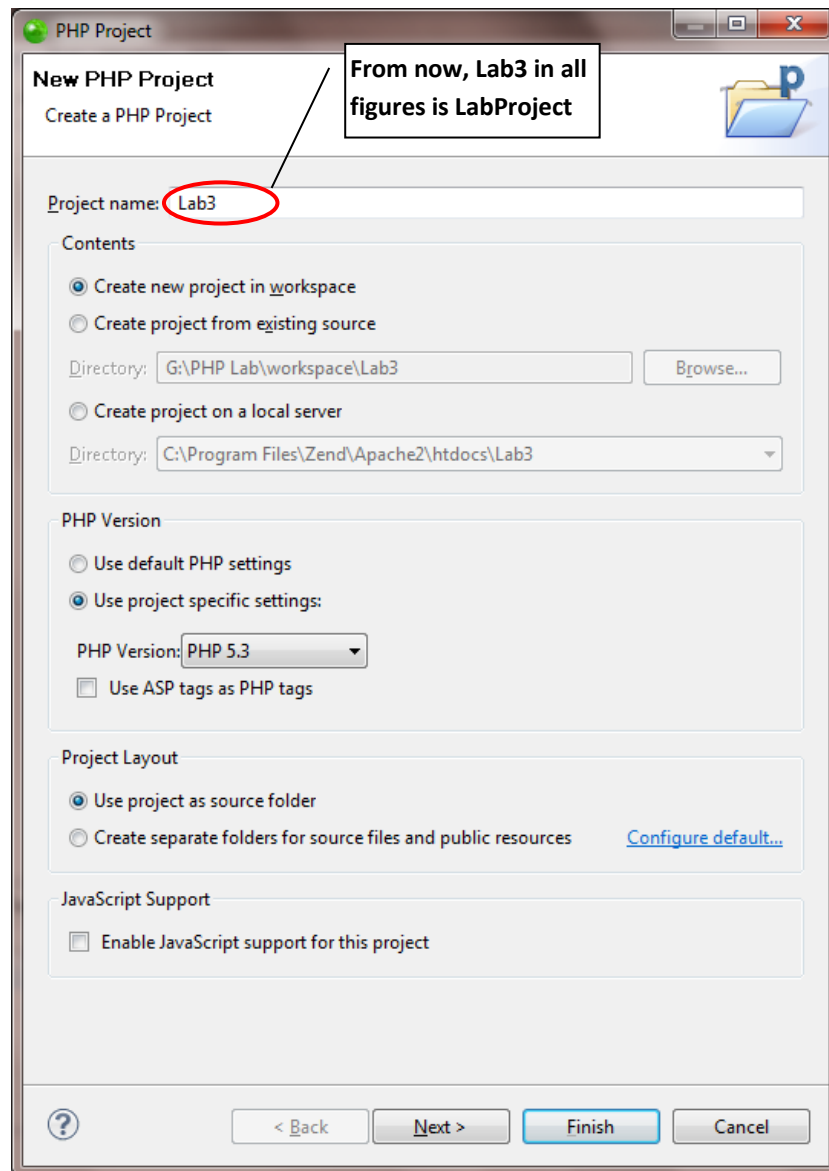 PHP Project
New PHP Project
Create a PHP Project
From now, Lab3 in all
figures is LabProject
p
Project name: Lab3
Contents
Create new project in workspace
Create project from existing source
Directory: G:\PHP Lab\workspace\Lab3 Browse...
Create project on a local server
Directory: C:\Program Files\Zend\Apache2\htdocs\Lab3
PHP Version
Use default PHP settings
Use project specific settings:
PHP Version: PHP 5.3
Use ASP tags as PHP tags
Project Layout
Use project as source folder
Create separate folders for source files and public resources Configure default...
JavaScript Support
Enable JavaScript support for this project
? < Back Next > Finish Cancel